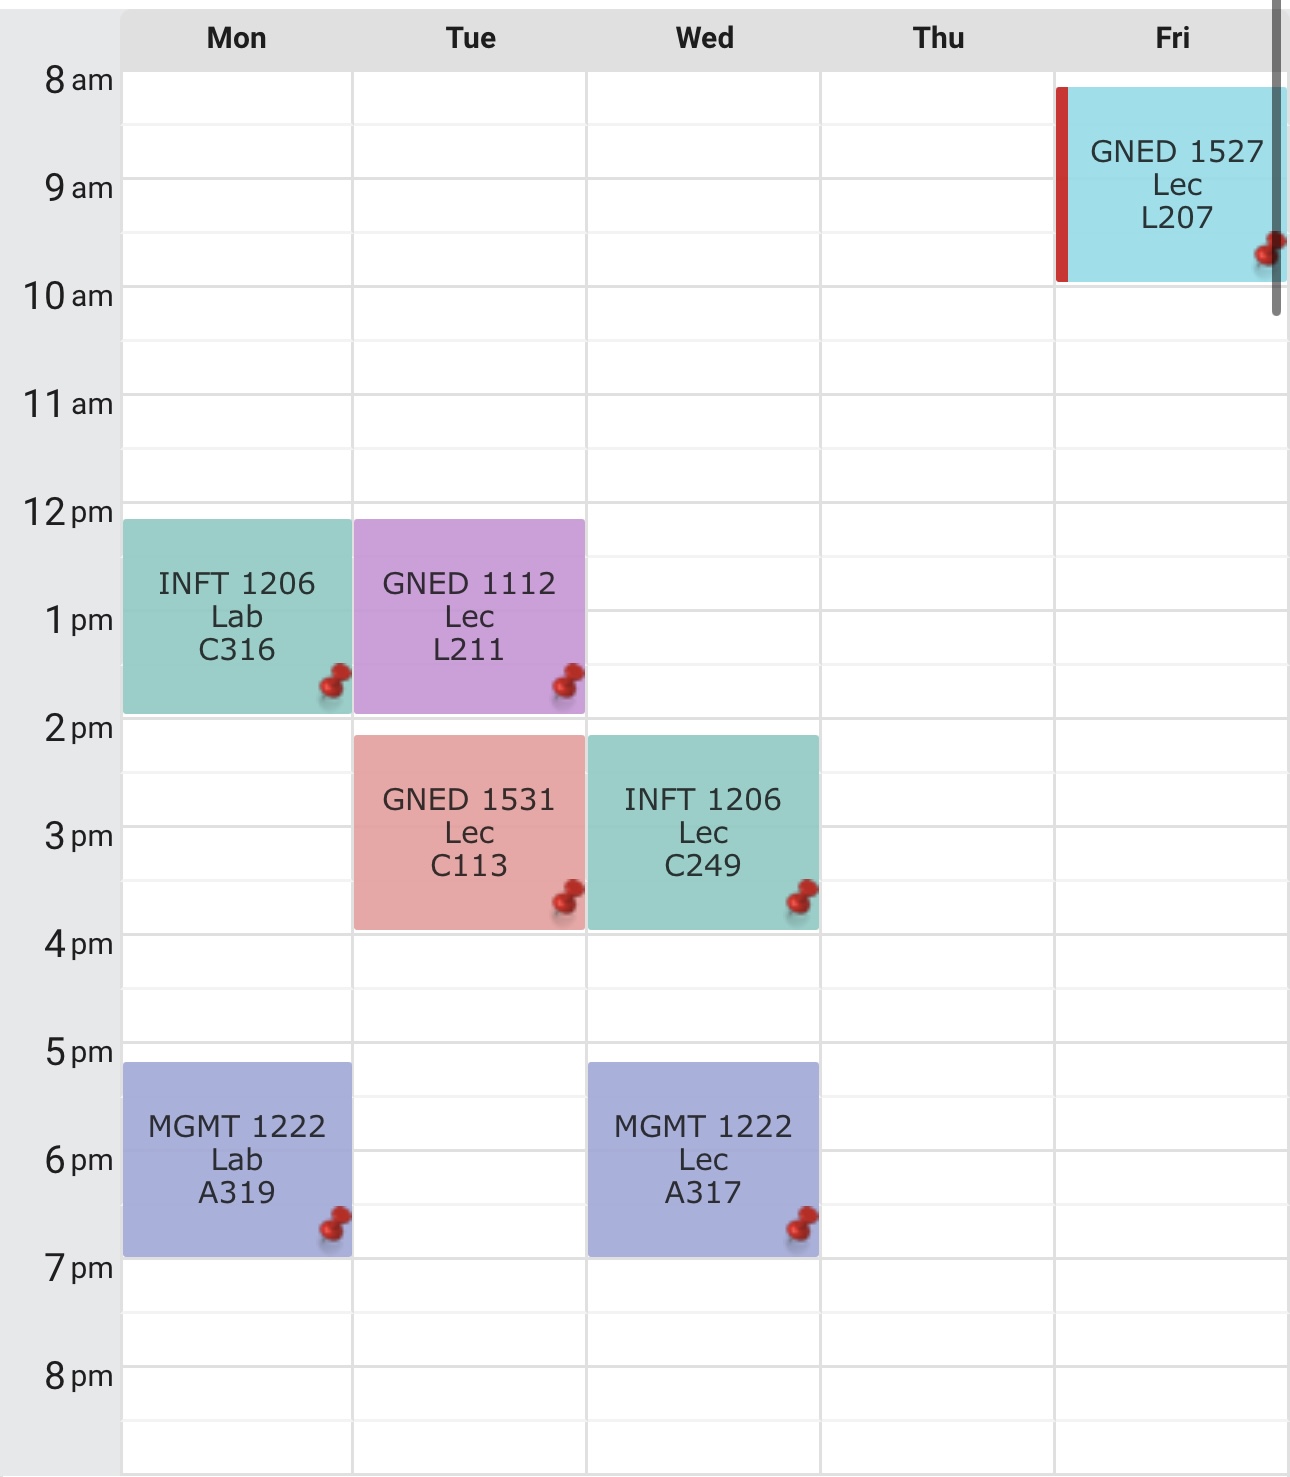 Mon Tue Wed Thu Fri
8 am
GNED 1527
Lec
L207
9 am
10 am
11 am
12 pm
INFT 1206
Lab
C316
GNED 1112
Lec
L211
1 pm
2 pm
GNED 1531
Lec
C113
INFT 1206
Lec
C249
3 pm
4 pm
5 pm
MGMT 1222
Lab
A319
MGMT 1222
Lec
A317
6 pm
7 pm
8 pm